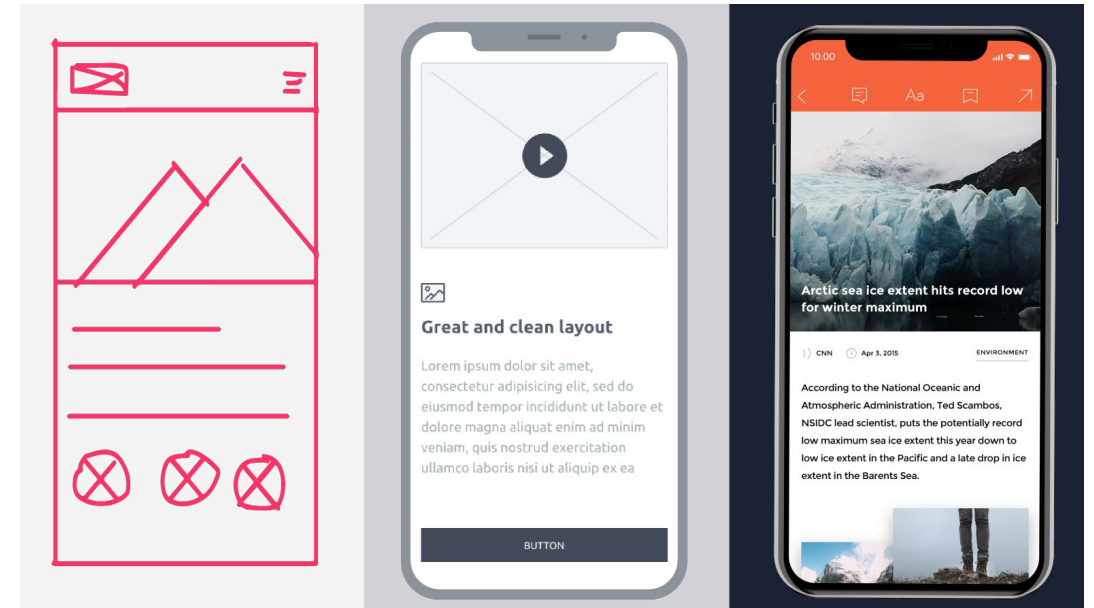 Great and clean layout
Lorem ipsum dolor sit amet,
consectetur adipisicing elit, sed do
eiusmod tempor incididunt ut labore et
dolore magna aliquat enim ad minim
veniam, quis nostrud exercitation
ullamco laboris nisi ut aliquip ex ea
BUTTON
10:00
Aa
Arctic sea ice extent hits record low
for winter maximum
CNN Apr 3, 2015 ENVIRONMENT
According to the National Oceanic and
Atmospheric Administration, Ted Scambos,
NSIDC lead scientist, puts the potentially record
low maximum sea ice extent this year down to
low ice extent in the Pacific and a late drop in ice
extent in the Barents Sea.